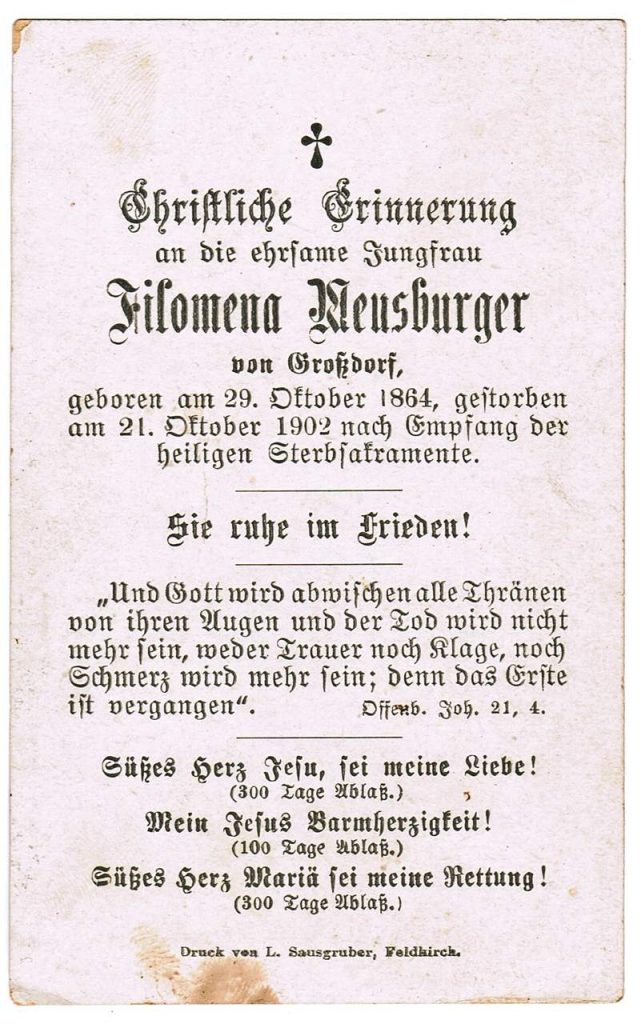 Christliche Erinnerung
an die ehrsame Jungfrau
Filomena Meusburger
von Großdorf,
geboren am 29. Oktober 1864, gestorben
am 21. Oktober 1902 nach Empfang der
heiligen Sterbsakramente.
Sie ruhe im Frieden!
„Und Gott wird abwischen alle Thränen
von ihren Augen und der Tod wird nicht
mehr sein, weder Trauer noch Klage, noch
Schmerz wird mehr sein; denn das Erste
ist vergangen“.
Offenb. Joh. 21, 4.
Süßes Herz Jesu, sei meine Liebe!
(300 Tage Ablaß.)
Mein Jesus Barmherzigkeit!
(100 Tage Ablaß.)
Süßes Herz Mariä sei meine Rettung!
(300 Tage Ablaß.)
Druck von L. Sausgruber, Feldkirch.